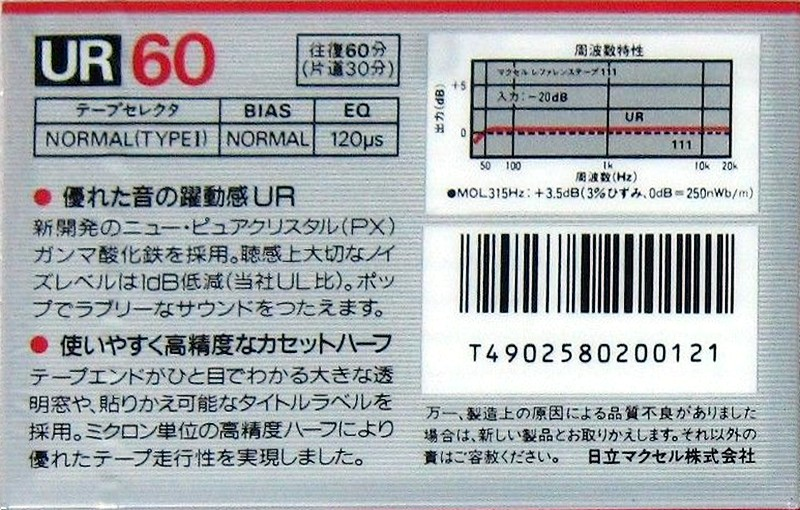 UR 60
往復60分
(片道30分)
テープセレクタ BIAS EQ
NORMAL(TYPEI) NORMAL 120μs
● 優れた音の躍動感UR
新開発のニュー・ピュアクリスタル(PX)
ガンマ酸化鉄を採用。聴感上大切なノイ
ズレベルは1dB低減(当社UL比)。ポッ
プでラブリーなサウンドをつたえます。
● 使いやすく高精度なカセットハーフ
テープエンドがひと目でわかる大きな透
明窓や、貼りかえ可能なタイトルラベルを
採用。ミクロン単位の高精度ハーフにより
優れたテープ走行性を実現しました。
周波数特性
マクセル レファレンステープ111
入力:-20dB
出力(dB)
+5
0
UR
111
50 100 1k 10k 20k
周波数(Hz)
●MOL315Hz:+3.5dB(3%ひずみ、0dB=250nWb/m)
T4902580200121
万一、製造上の原因による品質不良がありました
場合は、新しい製品とお取りかえします。それ以外の
責はご容赦ください。 日立マクセル株式会社